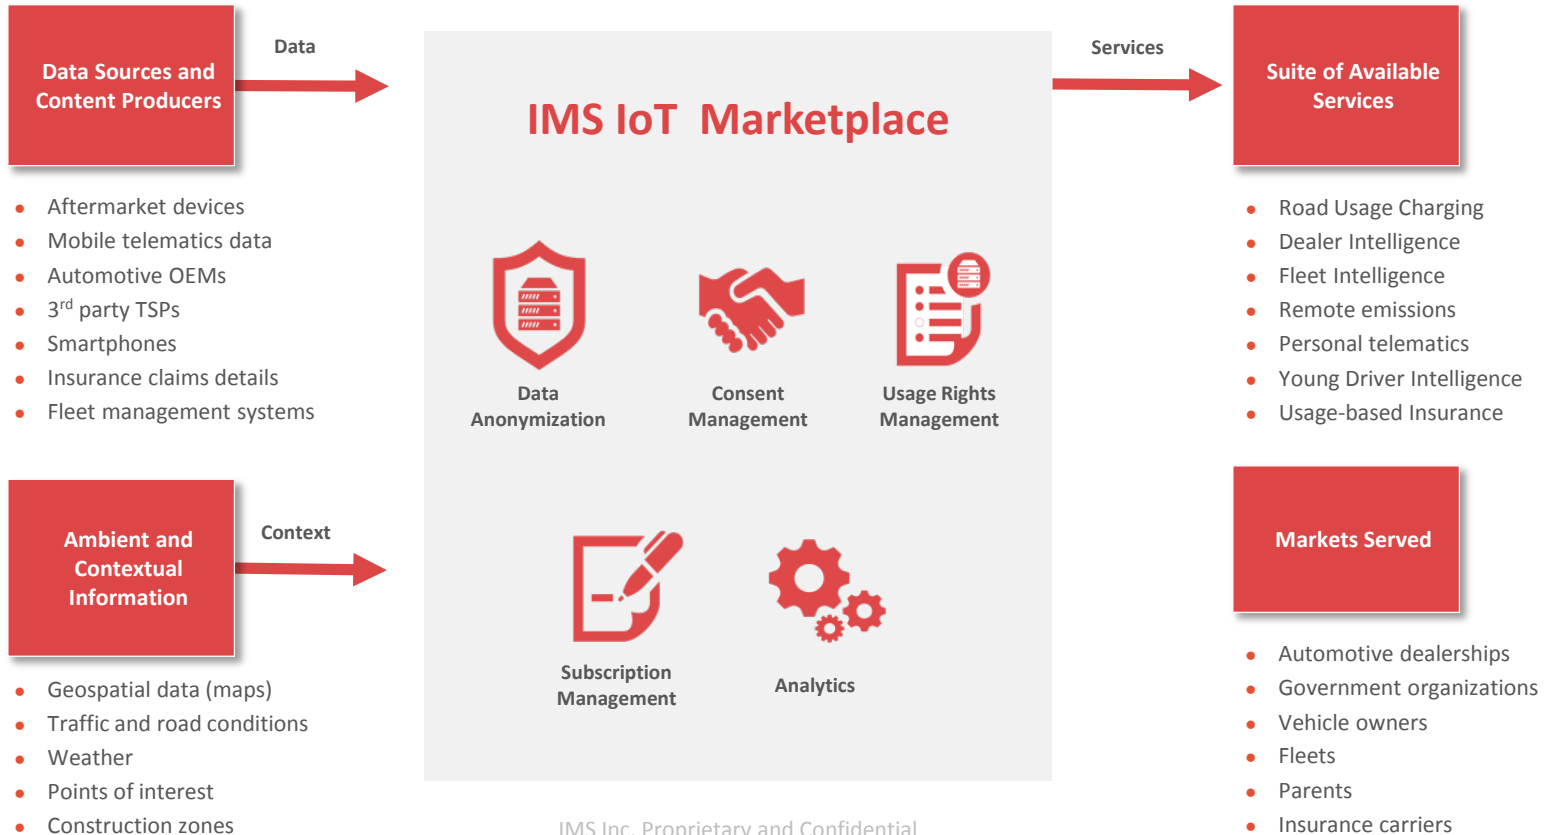 Data Sources and
Content Producers
Data
• Aftermarket devices
• Mobile telematics data
• Automotive OEMs
• 3rd party TSPs
• Smartphones
• Insurance claims details
• Fleet management systems
Ambient and
Contextual
Information
Context
• Geospatial data (maps)
• Traffic and road conditions
• Weather
• Points of interest
• Construction zones
IMS IoT Marketplace
Data
Anonymization
Consent
Management
Usage Rights
Management
Subscription
Management
Analytics
IMS Inc. Proprietary and Confidential
Services
Suite of Available
Services
• Road Usage Charging
• Dealer Intelligence
• Fleet Intelligence
• Remote emissions
• Personal telematics
• Young Driver Intelligence
• Usage-based Insurance
Markets Served
• Automotive dealerships
• Government organizations
• Vehicle owners
• Fleets
• Parents
• Insurance carriers